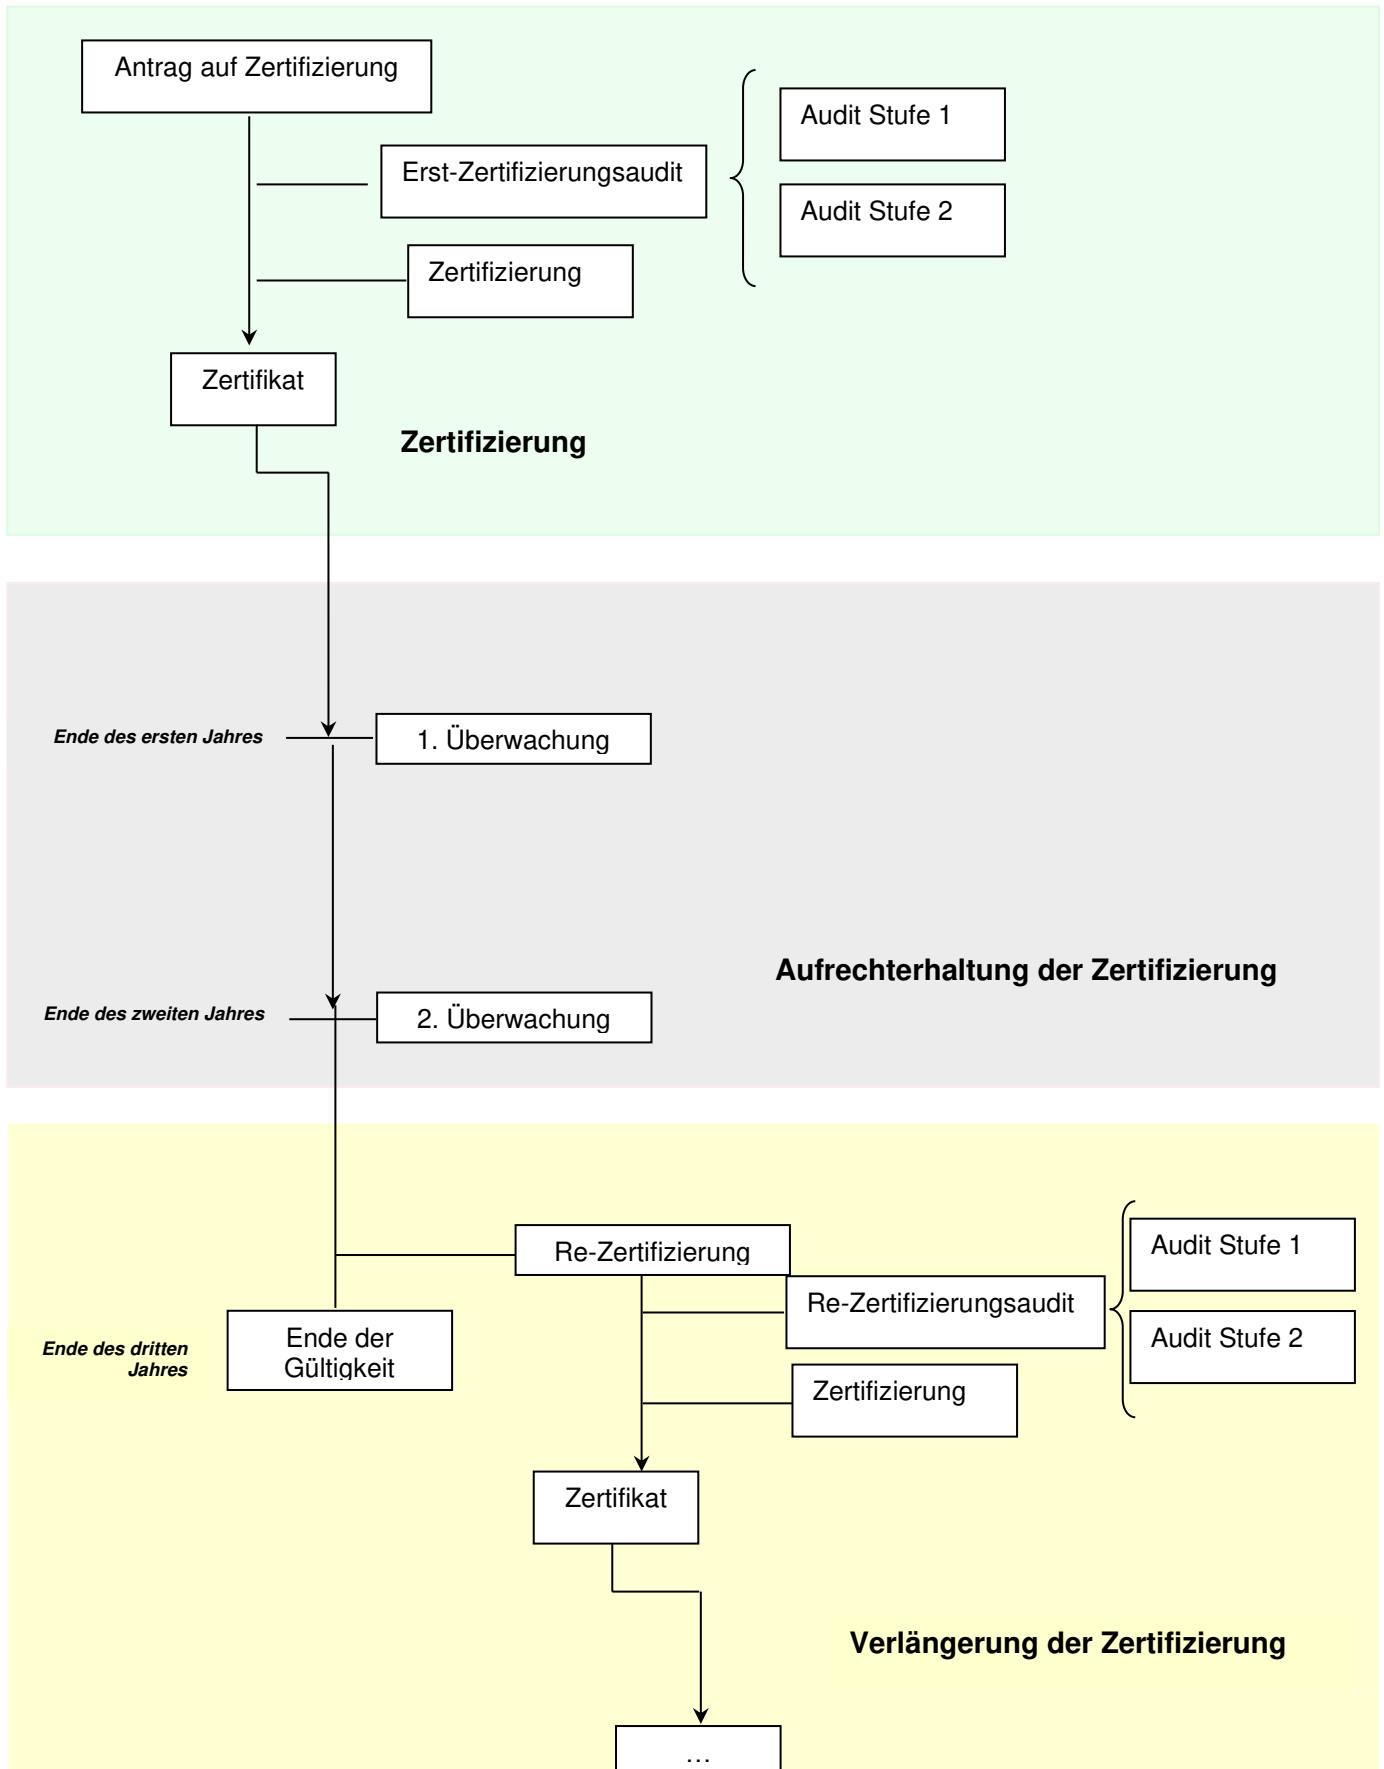 Antrag auf Zertifizierung
Audit Stufe 1
Erst-Zertifizierungsaudit
Audit Stufe 2
Zertifizierung
Zertifikat
Zertifizierung
Ende des ersten Jahres
1. Überwachung
Aufrechterhaltung der Zertifizierung
Ende des zweiten Jahres
2. Überwachung
Re-Zertifizierung
Audit Stufe 1
Re-Zertifizierungsaudit
Ende des dritten
Jahres
Ende der
Gültigkeit
Audit Stufe 2
Zertifizierung
Zertifikat
Verlängerung der Zertifizierung
…